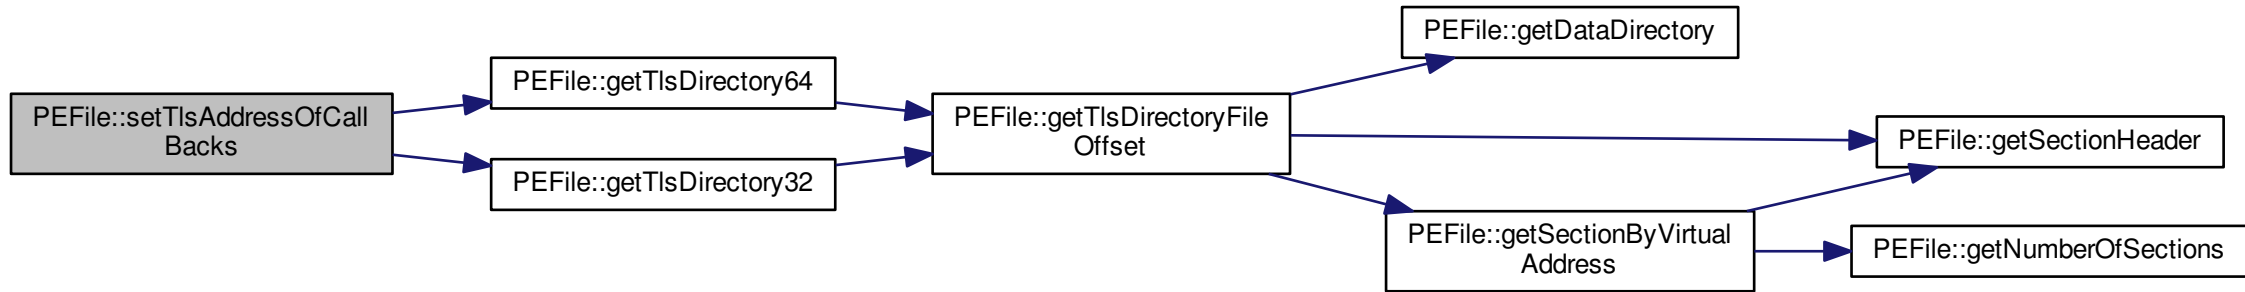 PEFile::setTlsAddressOfCall
Backs
PEFile::getTlsDirectory64
PEFile::getTlsDirectory32
PEFile::getTlsDirectoryFile
Offset
PEFile::getDataDirectory
PEFile::getSectionHeader
PEFile::getSectionByVirtual
Address
PEFile::getNumberOfSections